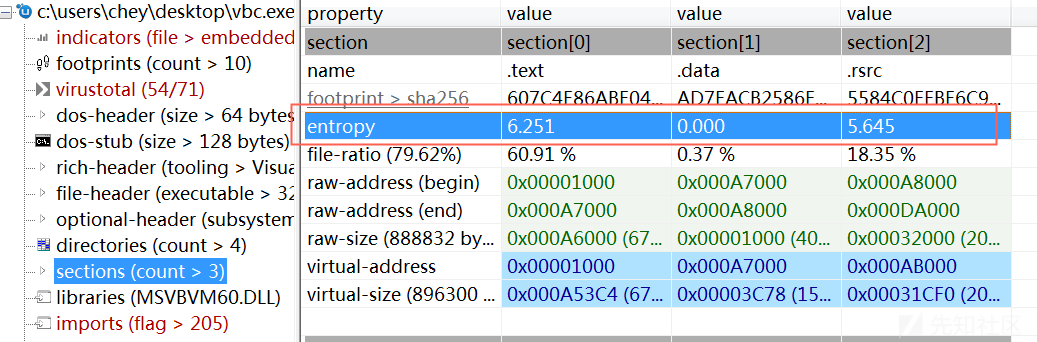 c:\users\chey\desktop\vbc.exe
indicators (file > embedded
footprints (count > 10)
virustotal (54/71)
dos-header (size > 64 bytes
dos-stub (size > 128 bytes)
rich-header (tooling > Visua
file-header (executable > 32
optional-header (subsystem
directories (count > 4)
sections (count > 3)
libraries (MSVBVM60.DLL)
imports (flag > 205)
property value value value
section section[0] section[1] section[2]
name .text .data .rsrc
footprint > sha256 607C4E86ABF04... AD7FACB2586E... 5584C0FFBF6C9...
entropy 6.251 0.000 5.645
file-ratio (79.62%) 60.91 % 0.37 % 18.35 %
raw-address (begin) 0x00001000 0x000A7000 0x000A8000
raw-address (end) 0x000A7000 0x000A8000 0x000DA000
raw-size (888832 by... 0x000A6000 (67... 0x00001000 (40... 0x00032000 (20...
virtual-address 0x00001000 0x000A7000 0x000AB000
virtual-size (896300 ... 0x000A53C4 (67... 0x00003C78 (15... 0x00031CF0 (20...
先知社区